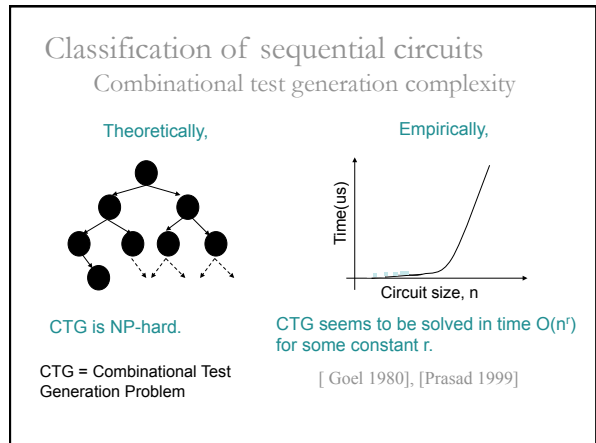 Classification of sequential circuits
Combinational test generation complexity
Theoretically,
CTG is NP-hard.
CTG = Combinational Test
Generation Problem
Empirically,
Time(us)
Circuit size, n
CTG seems to be solved in time O(nʳ)
for some constant r.
[ Goel 1980], [Prasad 1999]